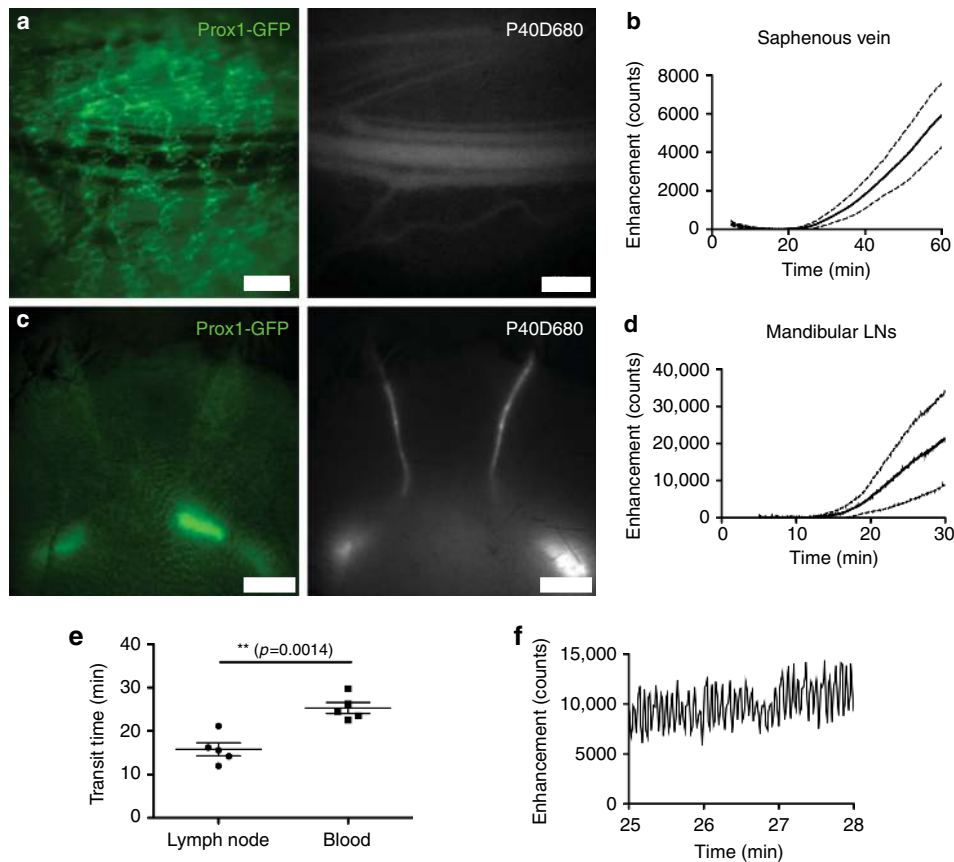 a
Prox1-GFP
P40D680
b
Saphenous vein
Enhancement (counts)
8000
6000
4000
2000
0
0 20 40 60
Time (min)
c
Prox1-GFP
P40D680
d
Mandibular LNs
Enhancement (counts)
40,000
30,000
20,000
10,000
0
0 10 20 30
Time (min)
e
Transit time (min)
40
30
20
10
0
** (p=0.0014)
Lymph node Blood
f
Enhancement (counts)
15,000
10,000
5000
0
25 26 27 28
Time (min)